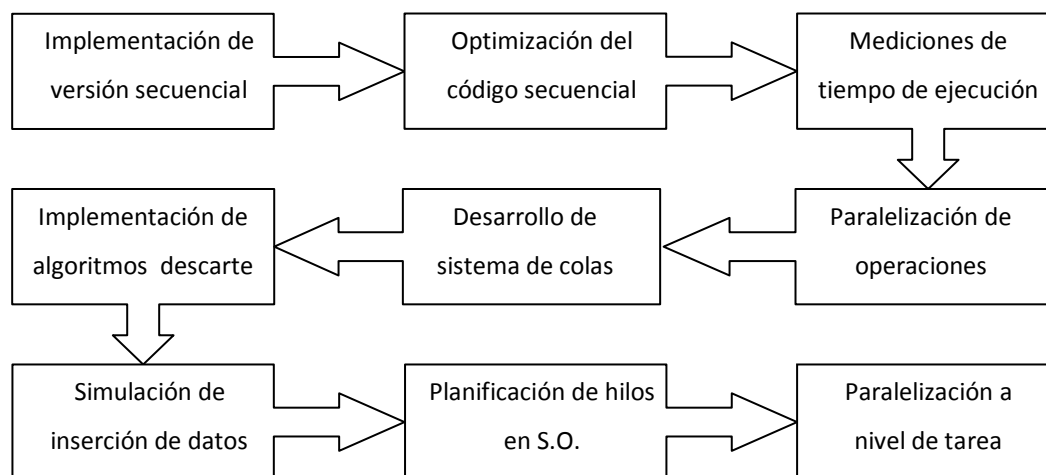 Implementación de
versión secuencial
Optimización del
código secuencial
Mediciones de
tiempo de ejecución
Implementación de
algoritmos descarte
Desarrollo de
sistema de colas
Paralelización de
operaciones
Simulación de
inserción de datos
Planificación de hilos
en S.O.
Paralelización a
nivel de tarea